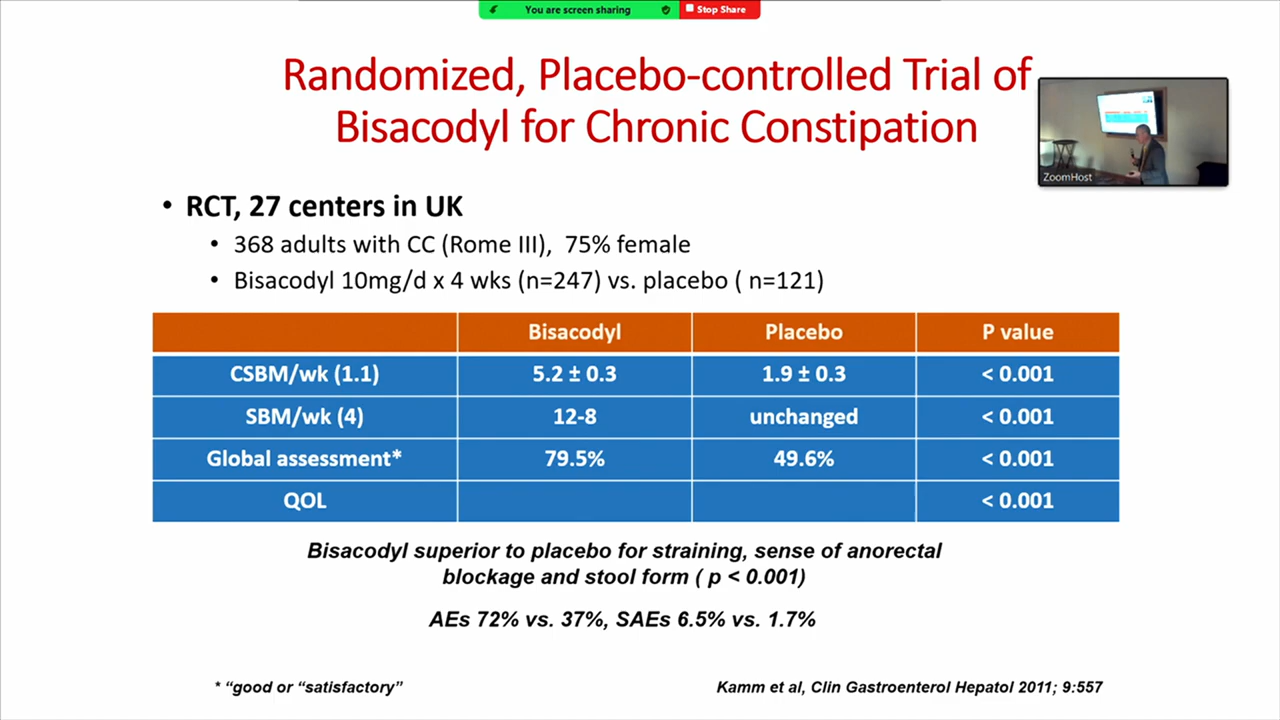 You are screen sharing Stop Share
Randomized, Placebo-controlled Trial of
Bisacodyl for Chronic Constipation
ZoomHost
• RCT, 27 centers in UK
• 368 adults with CC (Rome III), 75% female
• Bisacodyl 10mg/d x 4 wks (n=247) vs. placebo ( n=121)
Bisacodyl Placebo P value
CSBM/wk (1.1) 5.2 ± 0.3 1.9 ± 0.3 < 0.001
SBM/wk (4) 12-8 unchanged < 0.001
Global assessment* 79.5% 49.6% < 0.001
QOL < 0.001
Bisacodyl superior to placebo for straining, sense of anorectal
blockage and stool form ( p < 0.001)
AEs 72% vs. 37%, SAEs 6.5% vs. 1.7%
* “good or “satisfactory”
Kamm et al, Clin Gastroenterol Hepatol 2011; 9:557